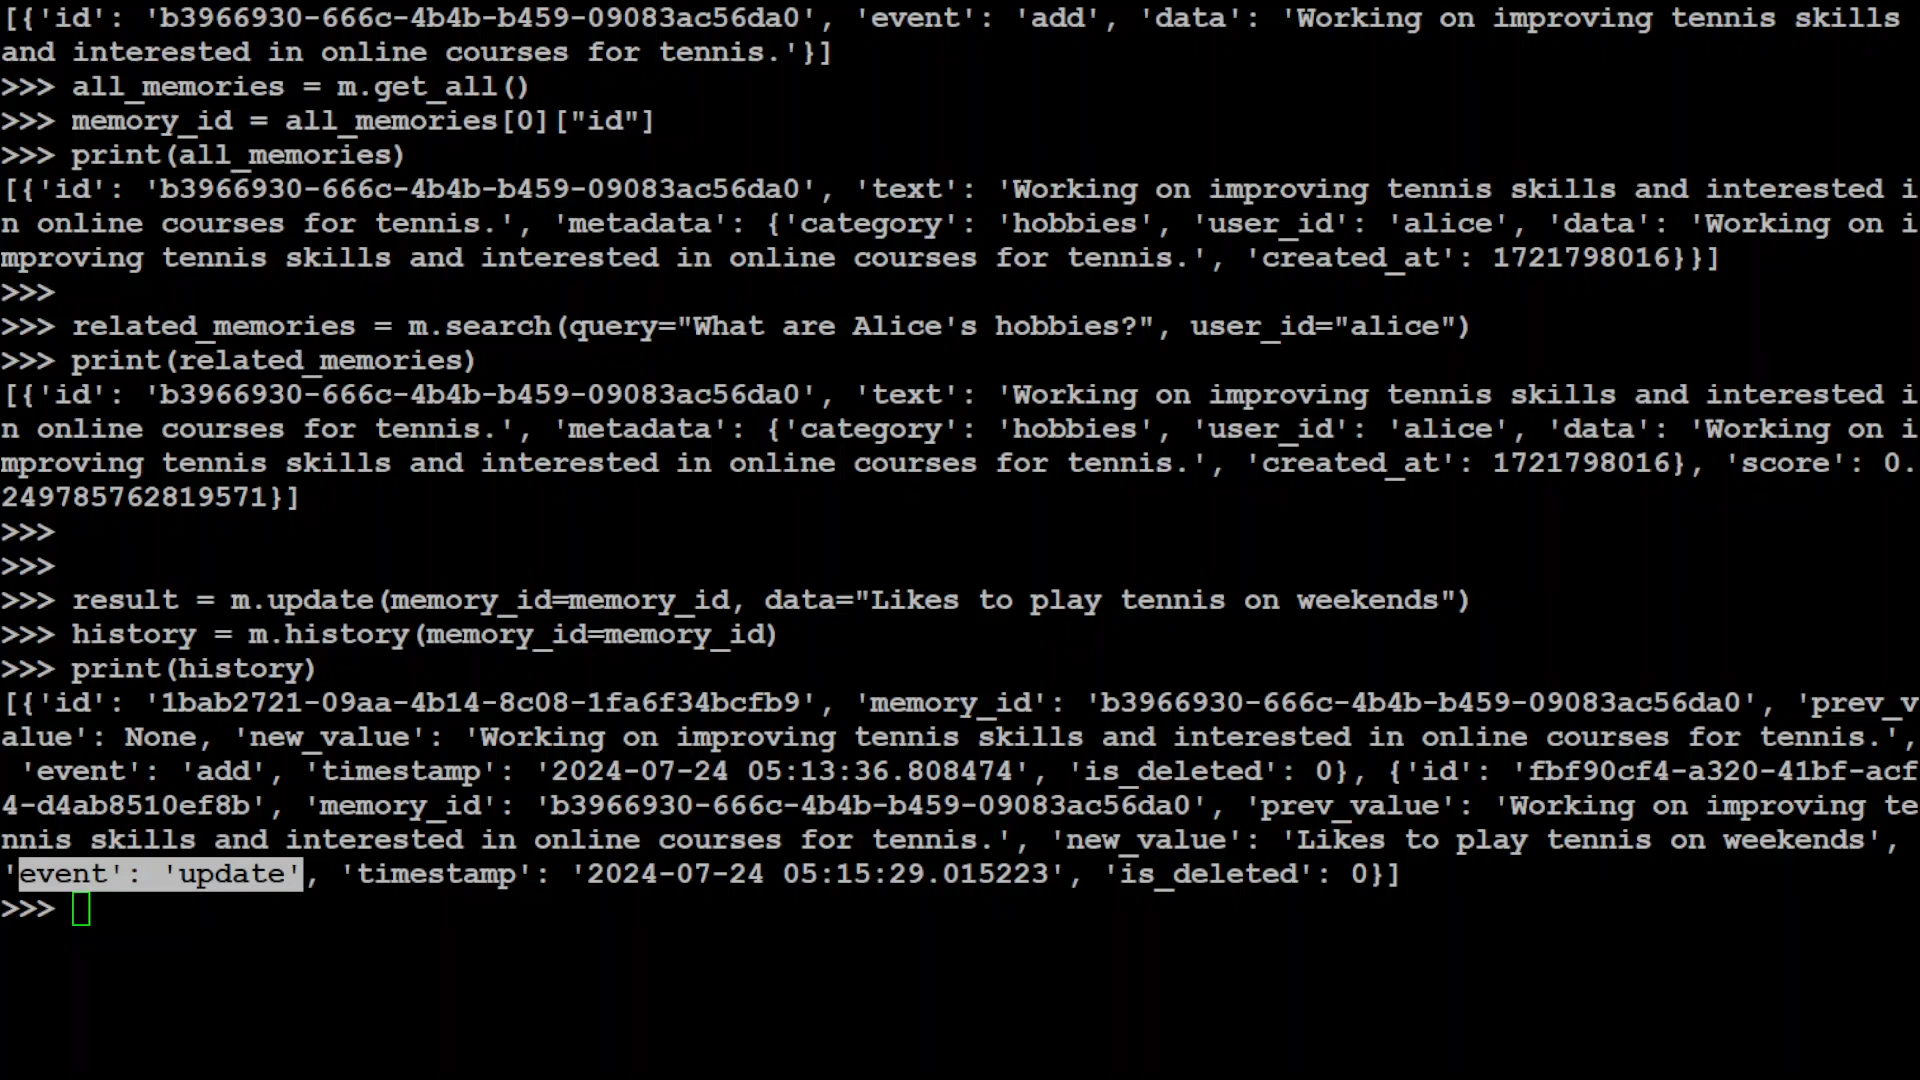 [{'id': 'b3966930-666c-4b4b-b459-09083ac56da0', 'event': 'add', 'data': 'Working on improving tennis skills
and interested in online courses for tennis.'}]
>>> all_memories = m.get_all()
>>> memory_id = all_memories[0]["id"]
>>> print(all_memories)
[{'id': 'b3966930-666c-4b4b-b459-09083ac56da0', 'text': 'Working on improving tennis skills and interested i
n online courses for tennis.', 'metadata': {'category': 'hobbies', 'user_id': 'alice', 'data': 'Working on i
mproving tennis skills and interested in online courses for tennis.', 'created_at': 1721798016}}]
>>>
>>> related_memories = m.search(query="What are Alice's hobbies?", user_id="alice")
>>> print(related_memories)
[{'id': 'b3966930-666c-4b4b-b459-09083ac56da0', 'text': 'Working on improving tennis skills and interested i
n online courses for tennis.', 'metadata': {'category': 'hobbies', 'user_id': 'alice', 'data': 'Working on i
mproving tennis skills and interested in online courses for tennis.', 'created_at': 1721798016}, 'score': 0.
249785762819571}]
>>>
>>>
>>> result = m.update(memory_id=memory_id, data="Likes to play tennis on weekends")
>>> history = m.history(memory_id=memory_id)
>>> print(history)
[{'id': '1bab2721-09aa-4b14-8c08-1fa6f34bcfb9', 'memory_id': 'b3966930-666c-4b4b-b459-09083ac56da0', 'prev_v
alue': None, 'new_value': 'Working on improving tennis skills and interested in online courses for tennis.',
 'event': 'add', 'timestamp': '2024-07-24 05:13:36.808474', 'is_deleted': 0}, {'id': 'fbf90cf4-a320-41bf-acf
4-d4ab8510ef8b', 'memory_id': 'b3966930-666c-4b4b-b459-09083ac56da0', 'prev_value': 'Working on improving te
nnis skills and interested in online courses for tennis.', 'new_value': 'Likes to play tennis on weekends',
'event': 'update', 'timestamp': '2024-07-24 05:15:29.015223', 'is_deleted': 0}]
>>>